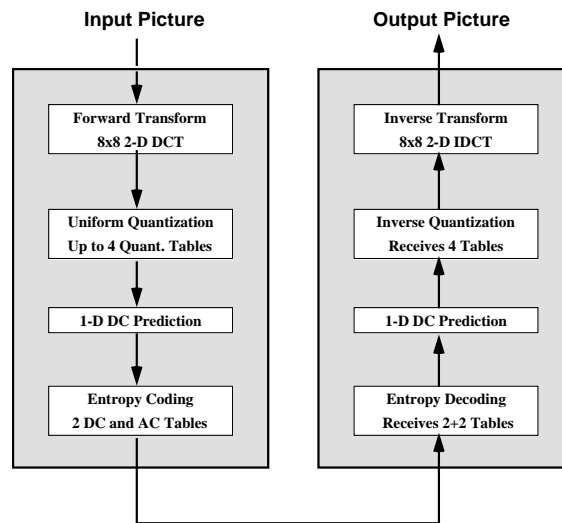 Input Picture
Forward Transform
8x8 2-D DCT
Uniform Quantization
Up to 4 Quant. Tables
1-D DC Prediction
Entropy Coding
2 DC and AC Tables
Output Picture
Inverse Transform
8x8 2-D IDCT
Inverse Quantization
Receives 4 Tables
1-D DC Prediction
Entropy Decoding
Receives 2+2 Tables